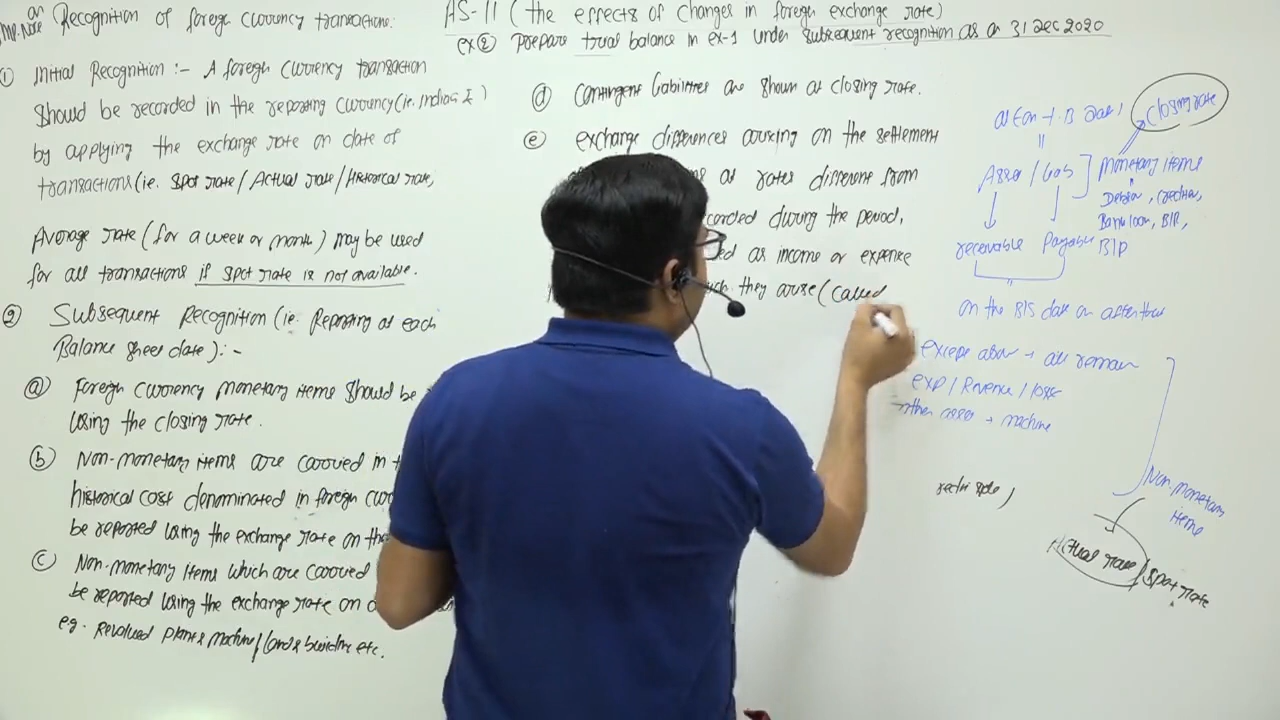 on
Imp. Note Recognition of foreign currency transactions:
AS-11 (the effects of changes in foreign exchange rate)
ex② prepare trial balance in ex-1 under subsequent recognition as on 31 Dec 2020
① Initial Recognition :- A foreign currency transaction
should be recorded in the reporting currency (ie. Indian ₹)
by applying the exchange rate on date of
transactions (ie. Spot rate / Actual rate / Historical rate,
Average rate (for a week or month) may be used
for all transactions if spot rate is not available.
② Subsequent Recognition (ie. Reporting at each
Balance sheet date) :-
ⓐ Foreign currency monetary items should be
using the closing rate.
ⓑ Non-monetary items are carried in
historical cost denominated in foreign
be reported using the exchange rate on the
ⓒ Non-monetary items which are carried
be reported using the exchange rate on
eg. Revalued plant & machine / land & building etc.
ⓓ contingent liabilities are shown at closing rate.
ⓔ exchange differences arising on the settlement
at rates different from
during the period,
as income or expense
they arise (called
closing rate
Asset / Liab ] Monetary items
Debtor, creditor,
Bank loan, B/R,
receivable Payable B/P
on the B/S date or after that
except above → all remain
exp / Revenue / loss
other asset → machine
Non monetary
items
Actual rate / spot rate